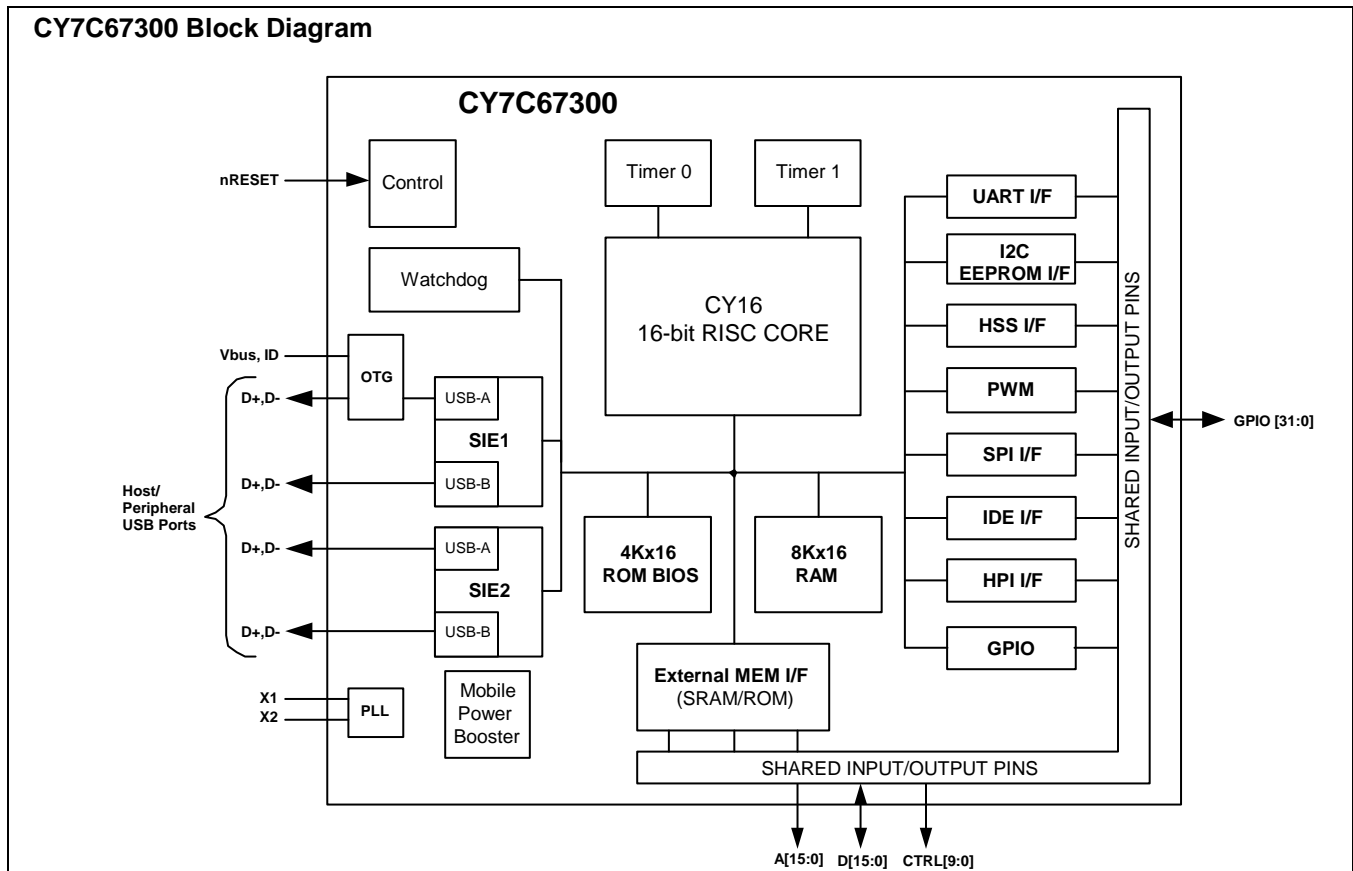 CY7C67300 Block Diagram
CY7C67300
nRESET
Control
Timer 0
Timer 1
UART I/F
I2C
EEPROM I/F
Watchdog
CY16
16-bit RISC CORE
HSS I/F
Vbus, ID
OTG
D+,D-
USB-A
SIE1
PWM
SHARED INPUT/OUTPUT PINS
GPIO [31:0]
D+,D-
USB-B
SPI I/F
Host/
Peripheral
USB Ports
D+,D-
USB-A
SIE2
4Kx16
ROM BIOS
8Kx16
RAM
IDE I/F
HPI I/F
D+,D-
USB-B
GPIO
X1
X2
PLL
Mobile
Power
Booster
External MEM I/F
(SRAM/ROM)
SHARED INPUT/OUTPUT PINS
A[15:0]
D[15:0]
CTRL[9:0]